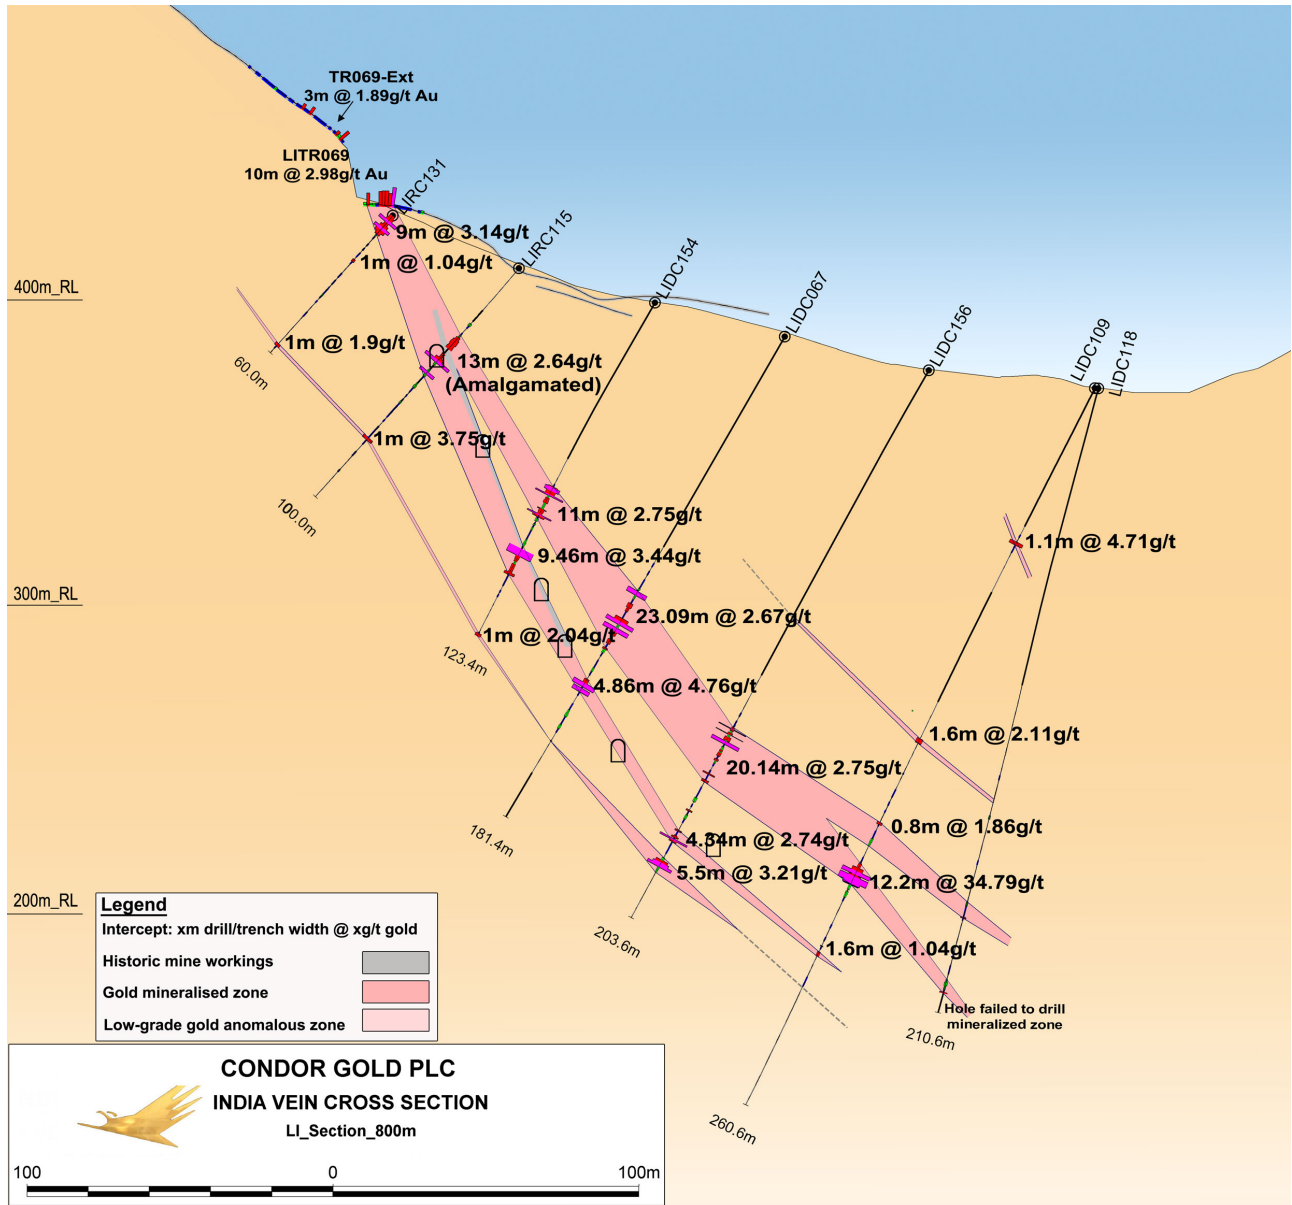 TR069-Ext
3m @ 1.89g/t Au
LITR069
10m @ 2.98g/t Au
LIRC131
LIRC115
LIDC154
LIDC067
LIDC156
LIDC109
LIDC118
400m_RL
300m_RL
200m_RL
9m @ 3.14g/t
1m @ 1.04g/t
1m @ 1.9g/t
60.0m
13m @ 2.64g/t
(Amalgamated)
1m @ 3.75g/t
100.0m
11m @ 2.75g/t
9.46m @ 3.44g/t
1m @ 2.04g/t
123.4m
23.09m @ 2.67g/t
4.86m @ 4.76g/t
181.4m
20.14m @ 2.75g/t
4.34m @ 2.74g/t
5.5m @ 3.21g/t
203.6m
1.1m @ 4.71g/t
1.6m @ 2.11g/t
0.8m @ 1.86g/t
12.2m @ 34.79g/t
1.6m @ 1.04g/t
260.6m
Hole failed to drill
mineralized zone
210.6m
Legend
Intercept: xm drill/trench width @ xg/t gold
Historic mine workings
Gold mineralised zone
Low-grade gold anomalous zone
CONDOR GOLD PLC
INDIA VEIN CROSS SECTION
LI_Section_800m
100 0 100m